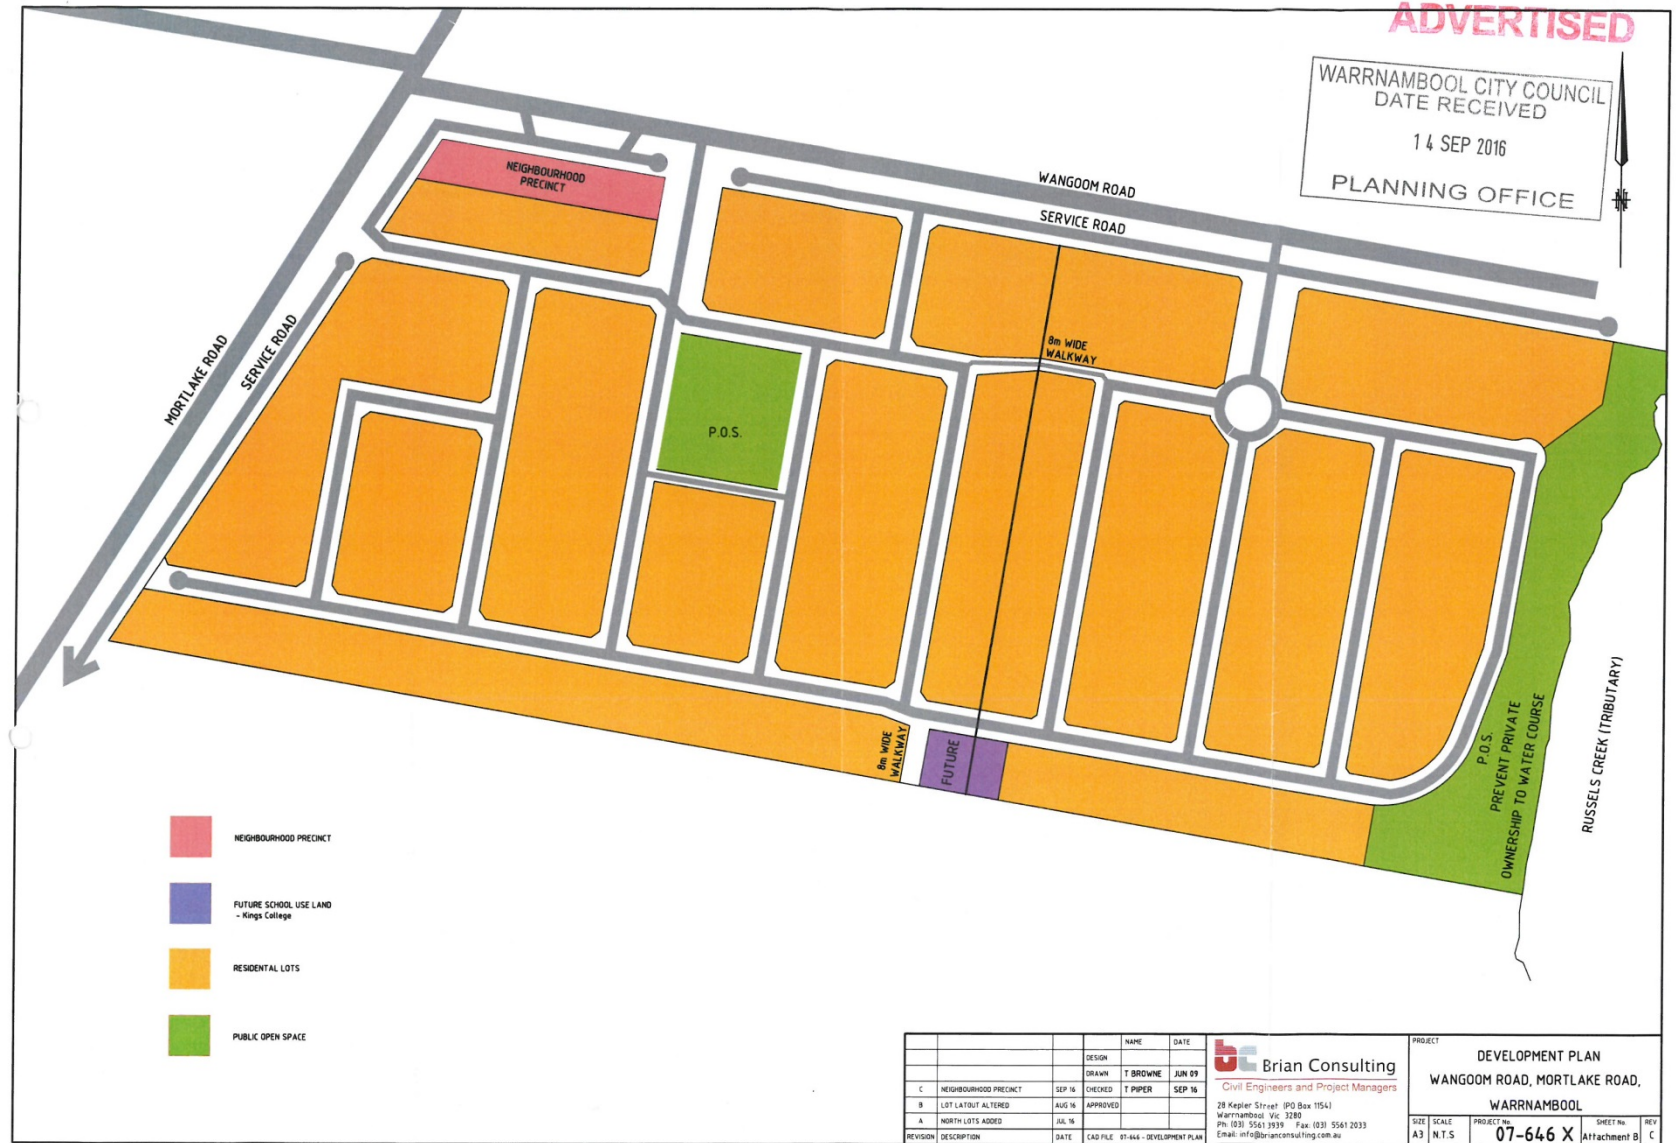 ADVERTISED
WARRNAMBOOL CITY COUNCIL
DATE RECEIVED
1 4 SEP 2016
PLANNING OFFICE
N
NEIGHBOURHOOD
PRECINCT
WANGOOM ROAD
SERVICE ROAD
MORTLAKE ROAD
SERVICE ROAD
8m WIDE
WALKWAY
P.O.S.
8m WIDE
WALKWAY
FUTURE
P.O.S.
PREVENT PRIVATE
OWNERSHIP TO WATER COURSE
RUSSELS CREEK (TRIBUTARY)
NEIGHBOURHOOD PRECINCT
FUTURE SCHOOL USE LAND
- Kings College
RESIDENTAL LOTS
PUBLIC OPEN SPACE
NAME DATE
DESIGN
DRAWN T BROWNE JUN 09
C NEIGHBOURHOOD PRECINCT SEP 16 CHECKED T PIPER SEP 16
B LOT LATOUT ALTERED AUG 16 APPROVED
A NORTH LOTS ADDED JUL 16
REVISION DESCRIPTION DATE CAD FILE 07-646 - DEVELOPMENT PLAN
bc Brian Consulting
Civil Engineers and Project Managers
28 Kepler Street (PO Box 1154)
Warrnambool Vic 3280
Ph: (03) 5561 3939 Fax: (03) 5561 2033
Email: info@brianconsulting.com.au
PROJECT
DEVELOPMENT PLAN
WANGOOM ROAD, MORTLAKE ROAD,
WARRNAMBOOL
SIZE SCALE PROJECT No. SHEET No. REV
A3 N.T.S 07-646 X Attachment B C